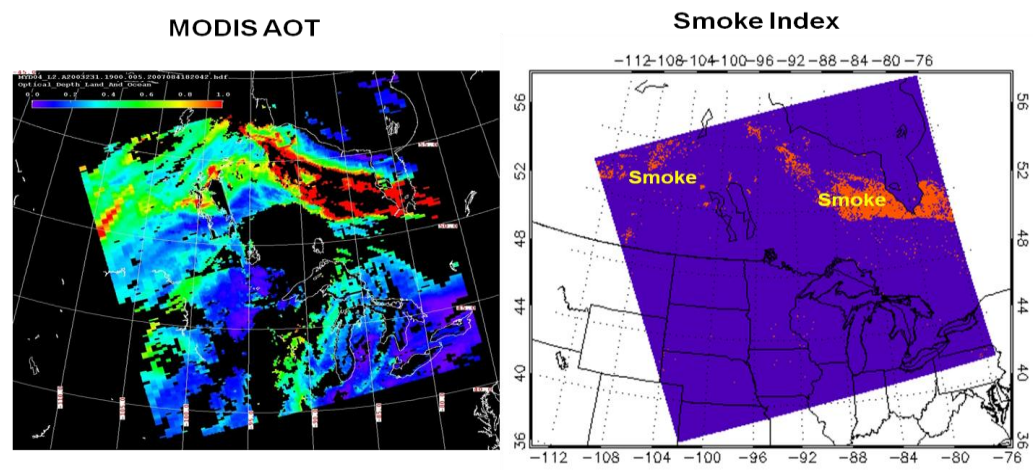 MODIS AOT
Smoke Index
MYD04_L2.A2003231.1900.005.2007084182042.hdf
Optical_Depth_Land_And_Ocean
0.0 0.2 0.4 0.6 0.8 1.0
-112 -108 -104 -100 -96 -92 -88 -84 -80 -76
56 56
52 52
Smoke
Smoke
48 48
44 44
40 40
36 36
-112 -108 -104 -100 -96 -92 -88 -84 -80 -76